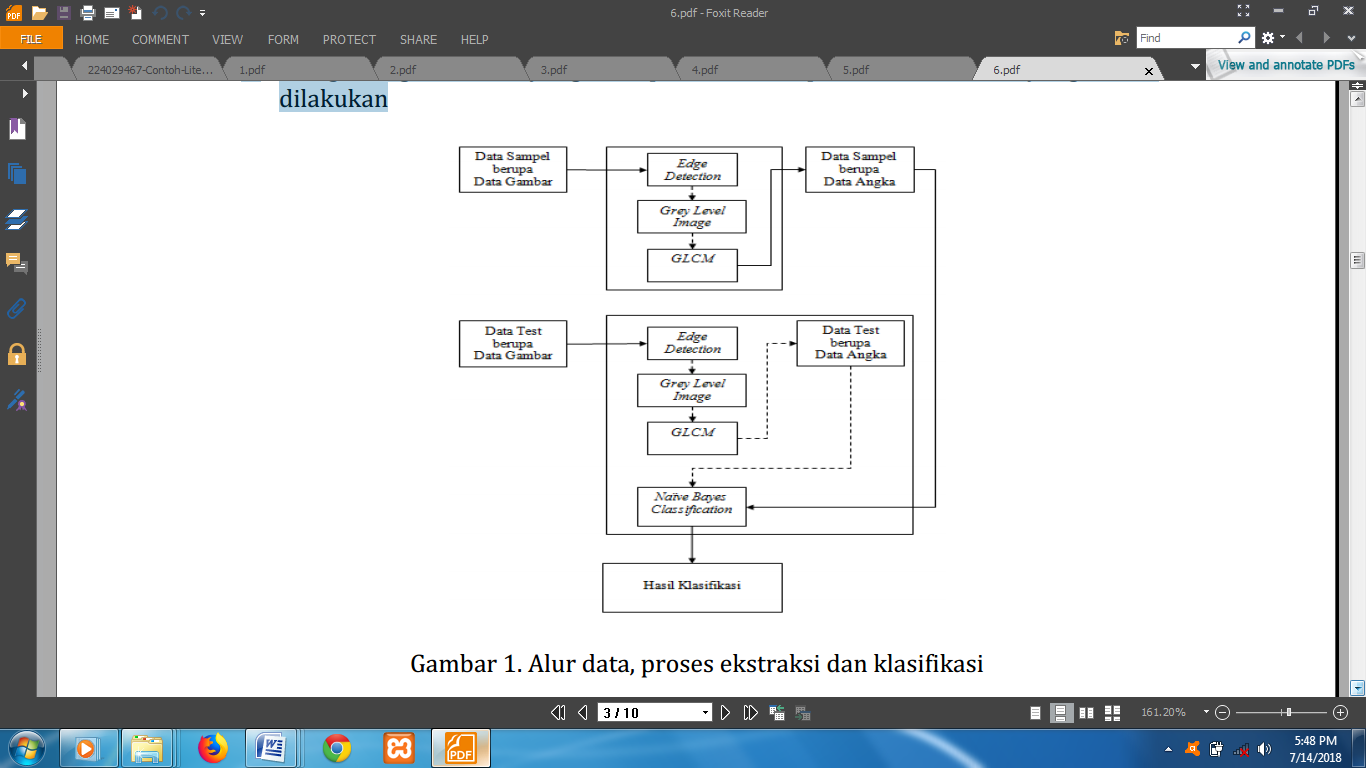 6.pdf - Foxit Reader
FILE
HOME
COMMENT
VIEW
FORM
PROTECT
SHARE
HELP
Find
224029467-Contoh-Lite...
1.pdf
2.pdf
3.pdf
4.pdf
5.pdf
6.pdf
View and annotate PDFs
dilakukan
Data Sampel
berupa
Data Gambar
Edge
Detection
Grey Level
Image
GLCM
Data Sampel
berupa
Data Angka
Data Test
berupa
Data Gambar
Edge
Detection
Grey Level
Image
GLCM
Data Test
berupa
Data Angka
Naïve Bayes
Classification
Hasil Klasifikasi
Gambar 1. Alur data, proses ekstraksi dan klasifikasi
3 / 10
161.20%
PDF
5:48 PM
7/14/2018